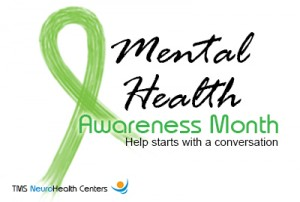 Mental
Health
Awareness Month
Help starts with a conversation
TMS NeuroHealth Centers